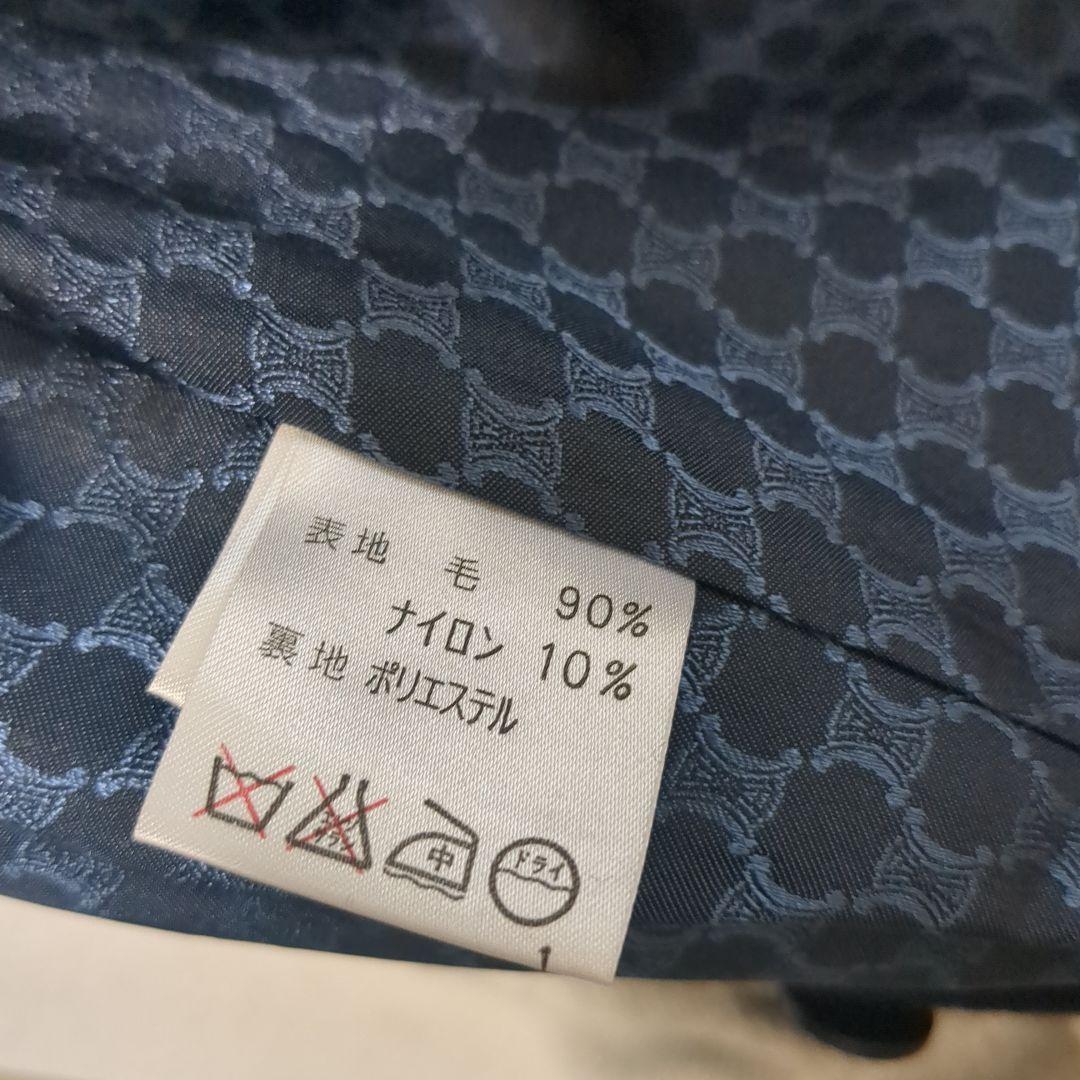 表地 毛 90%
ナイロン 10%
裏地 ポリエステル
中 ドライ
1